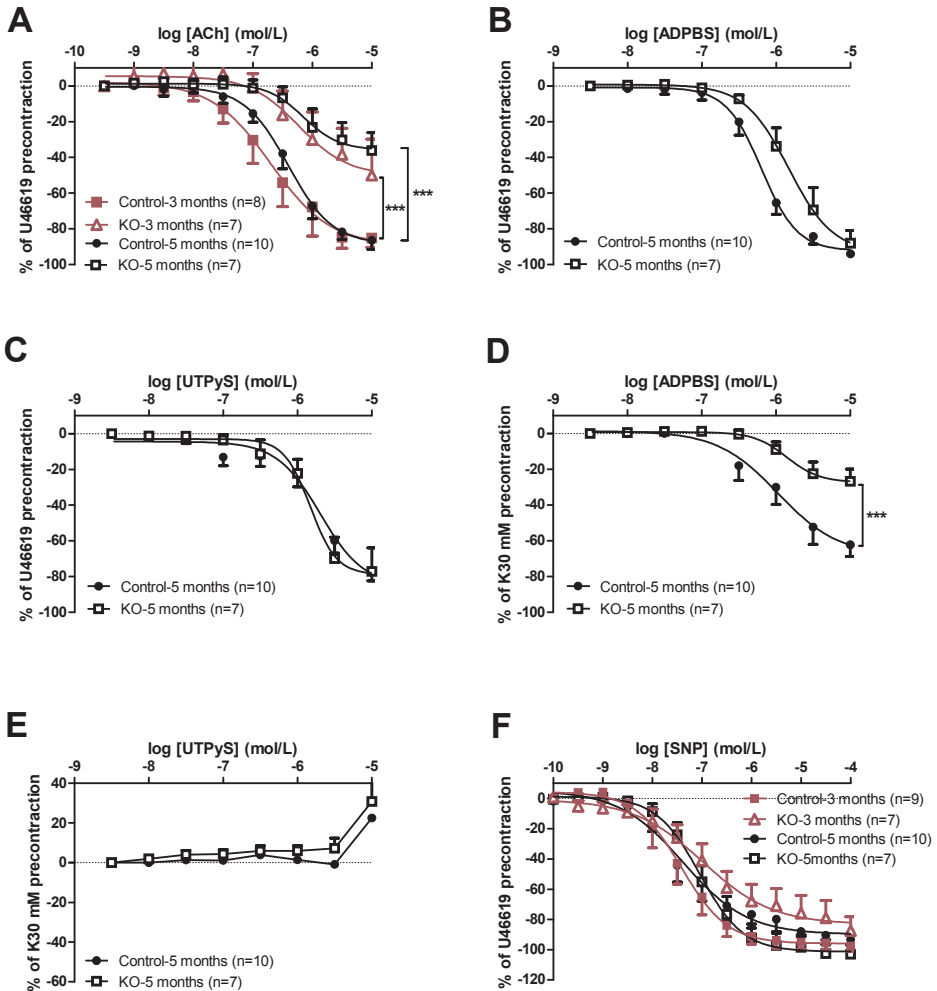 A
log [ACh] (mol/L)
-10 -9 -8 -7 -6 -5
0
-20
-40
-60
-80
-100
% of U46619 precontraction
Control-3 months (n=8)
KO-3 months (n=7)
Control-5 months (n=10)
KO-5 months (n=7)
***
***
B
log [ADPBS] (mol/L)
-9 -8 -7 -6 -5
0
-20
-40
-60
-80
-100
% of U46619 precontraction
Control-5 months (n=10)
KO-5 months (n=7)
C
log [UTPyS] (mol/L)
-9 -8 -7 -6 -5
0
-20
-40
-60
-80
-100
% of U46619 precontraction
Control-5 months (n=10)
KO-5 months (n=7)
D
log [ADPBS] (mol/L)
-9 -8 -7 -6 -5
0
-20
-40
-60
-80
-100
% of K30 mM precontraction
Control-5 months (n=10)
KO-5 months (n=7)
***
E
log [UTPyS] (mol/L)
-9 -8 -7 -6 -5
40
20
0
-20
-40
-60
% of K30 mM precontraction
Control-5 months (n=10)
KO-5 months (n=7)
F
log [SNP] (mol/L)
-10 -9 -8 -7 -6 -5 -4
0
-20
-40
-60
-80
-100
-120
% of U46619 precontraction
Control-3 months (n=9)
KO-3 months (n=7)
Control-5 months (n=10)
KO-5months (n=7)